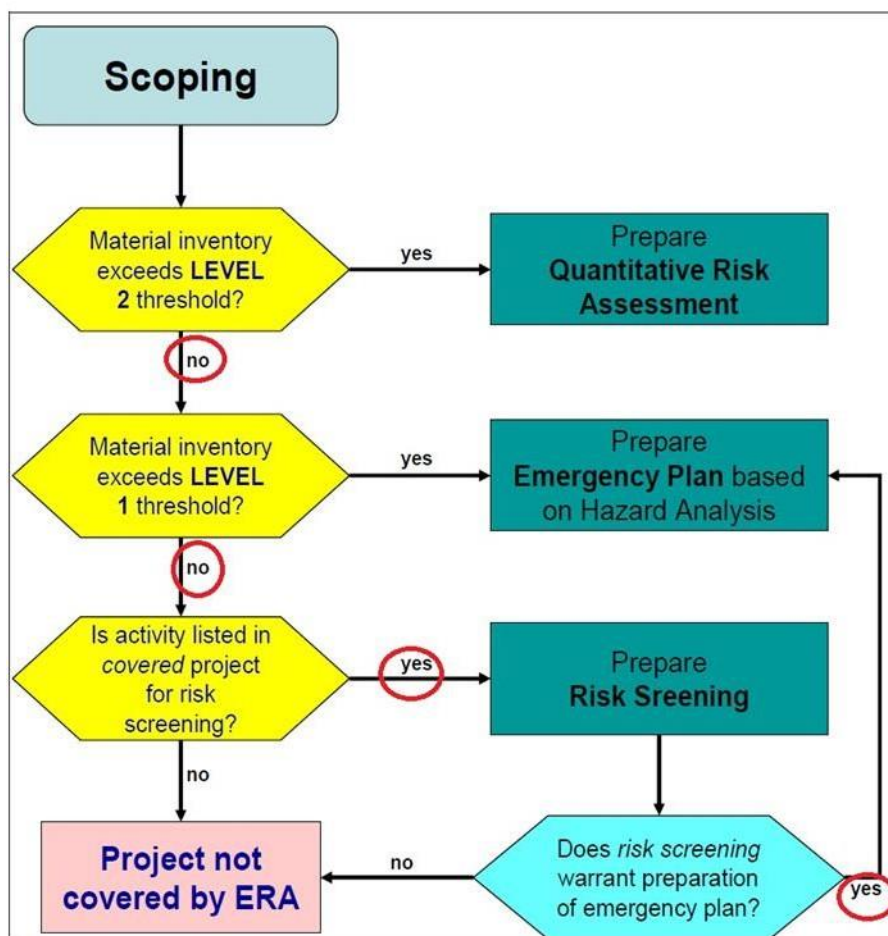 Scoping
Material inventory
exceeds LEVEL
2 threshold?
yes
Prepare
Quantitative Risk
Assessment
no
Material inventory
exceeds LEVEL
1 threshold?
yes
Prepare
Emergency Plan based
on Hazard Analysis
no
Is activity listed in
covered project
for risk
screening?
yes
Prepare
Risk Sreening
no
Project not
covered by ERA
no
Does risk screening
warrant preparation
of emergency plan?
yes